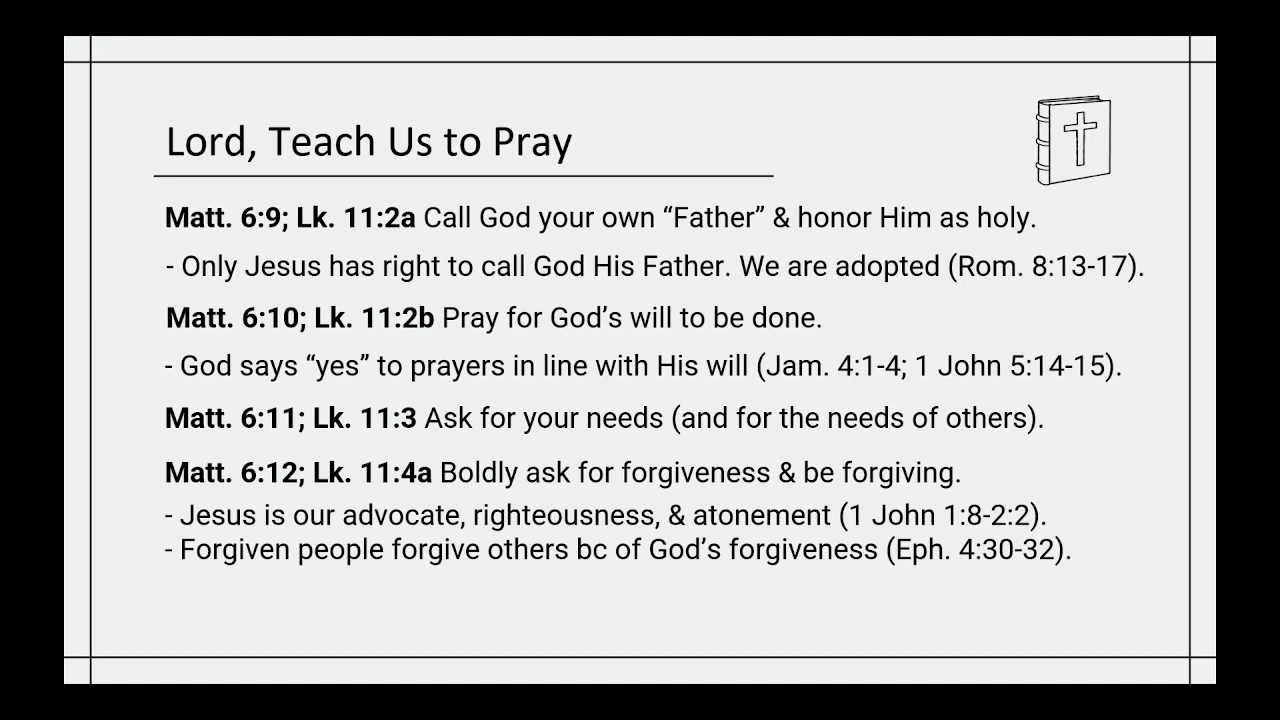 Lord, Teach Us to Pray
Matt. 6:9; Lk. 11:2a Call God your own “Father” & honor Him as holy.
- Only Jesus has right to call God His Father. We are adopted (Rom. 8:13-17).
Matt. 6:10; Lk. 11:2b Pray for God’s will to be done.
- God says “yes” to prayers in line with His will (Jam. 4:1-4; 1 John 5:14-15).
Matt. 6:11; Lk. 11:3 Ask for your needs (and for the needs of others).
Matt. 6:12; Lk. 11:4a Boldly ask for forgiveness & be forgiving.
- Jesus is our advocate, righteousness, & atonement (1 John 1:8-2:2).
- Forgiven people forgive others bc of God’s forgiveness (Eph. 4:30-32).